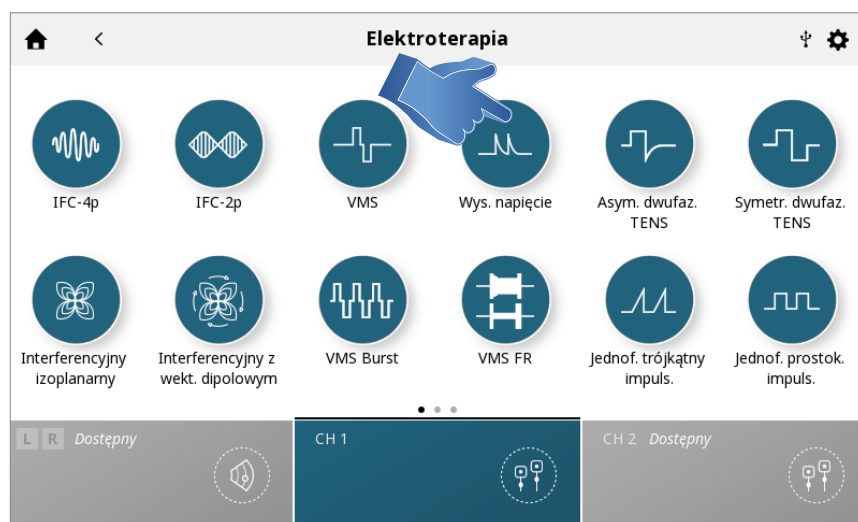 Elektroterapia
IFC-4p
IFC-2p
VMS
Wys. napięcie
Asym. dwufaz.
TENS
Symetr. dwufaz.
TENS
Interferencyjny
izoplanarny
Interferencyjny z
wekt. dipolowym
VMS Burst
VMS FR
Jednof. trójkątny
impuls.
Jednof. prostok.
impuls.
L R Dostępny
CH 1
CH 2 Dostępny